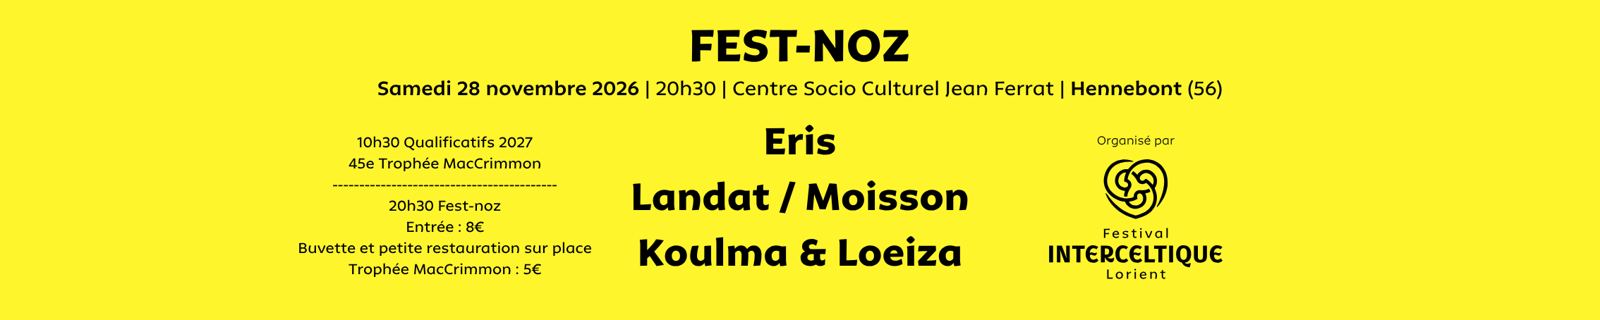 FEST-NOZ
Samedi 28 novembre 2026 | 20h30 | Centre Socio Culturel Jean Ferrat | Hennebont (56)
10h30 Qualificatifs 2027
45e Trophée MacCrimmon
------------------------------------------
20h30 Fest-noz
Entrée : 8€
Buvette et petite restauration sur place
Trophée MacCrimmon : 5€
Eris
Landat / Moisson
Koulma & Loeiza
Organisé par
Festival
INTERCELTIQUE
Lorient